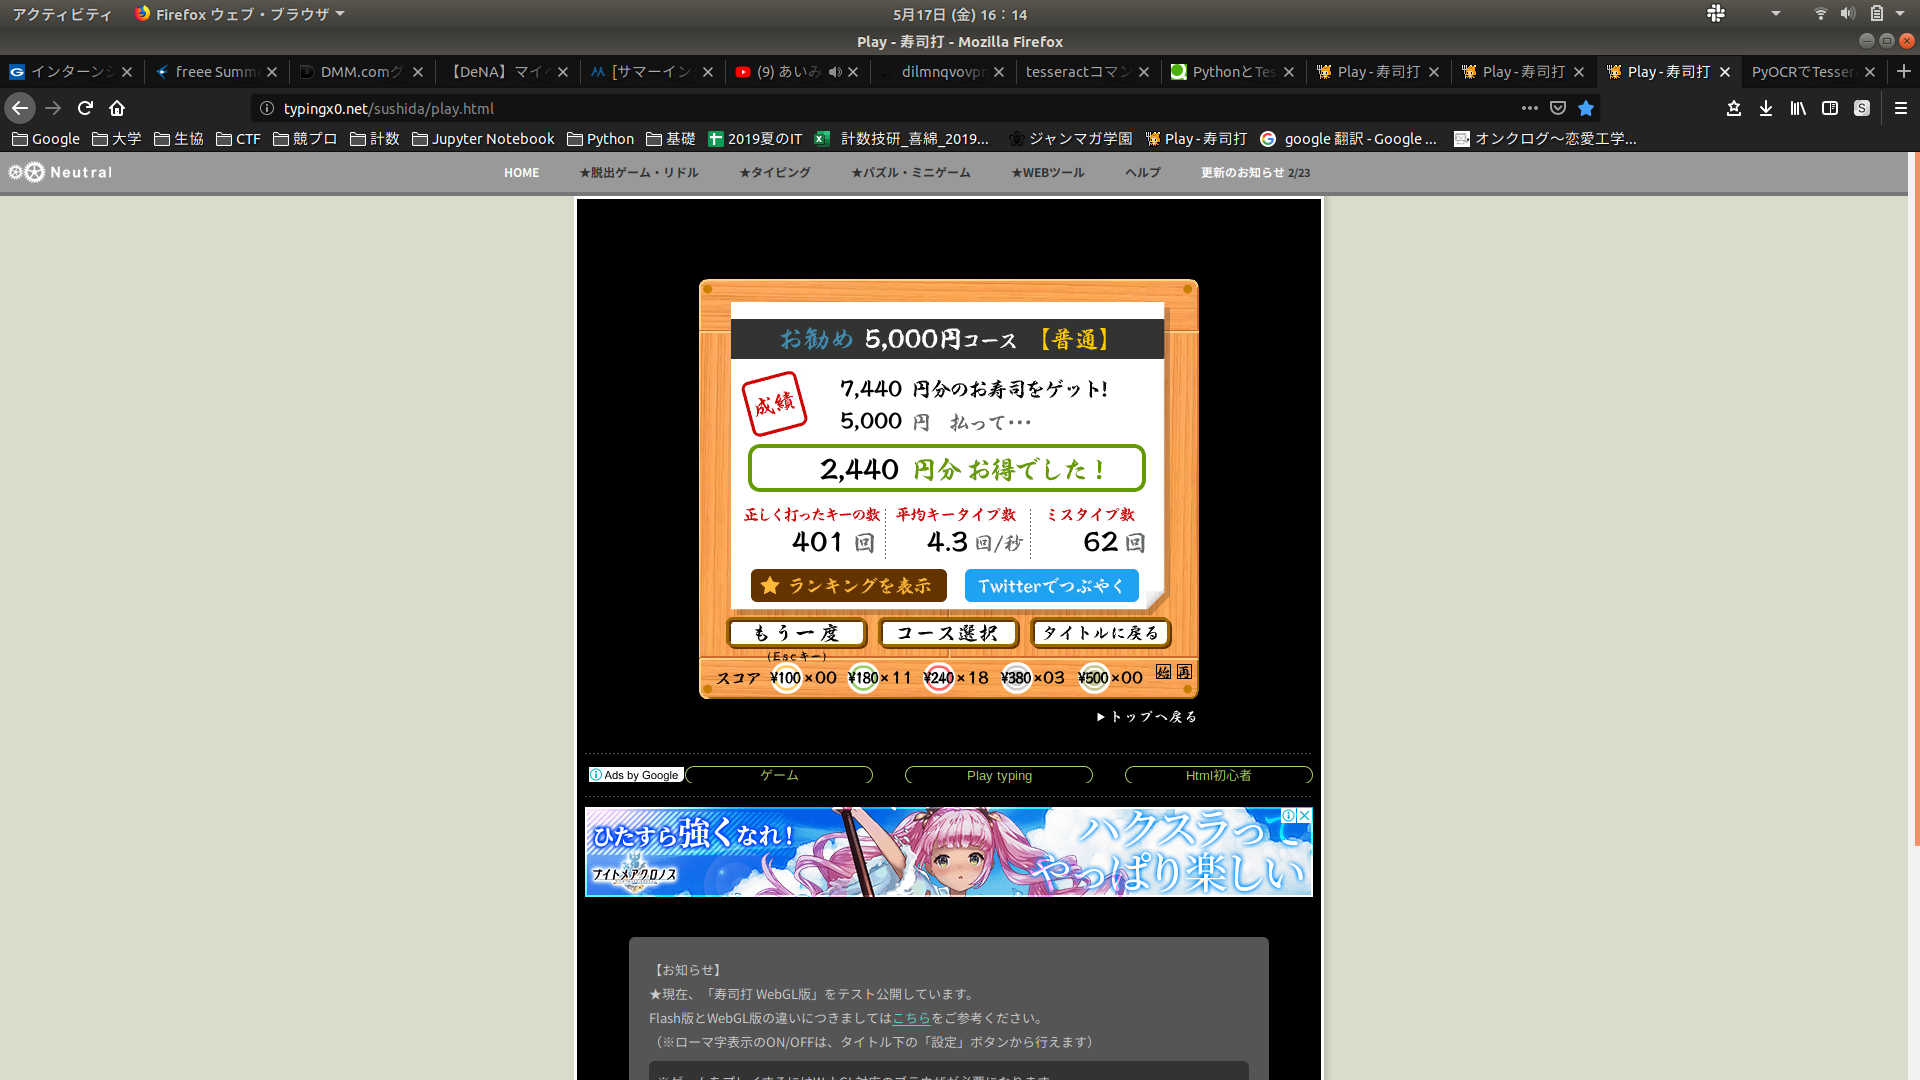 アクティビティ Firefox ウェブ・ブラウザ 5月17日 (金) 16:14
Play - 寿司打 - Mozilla Firefox
インターンシ freee Summ DMM.comグ 【DeNA】マイペ [サマーインタ (9) あいみ dilmnqvovpn tesseractコマン PythonとTes Play - 寿司打 Play - 寿司打 Play - 寿司打 PyOCRでTessera
typingx0.net/sushida/play.html
Google 大学 生協 CTF 競プロ 計数 Jupyter Notebook Python 基礎 2019夏のIT 計数技研_喜綿_2019... ジャンマガ学園 Play - 寿司打 google 翻訳 - Google ... オンクログ〜恋愛工学...
Neutral HOME ★脱出ゲーム・リドル ★タイピング ★パズル・ミニゲーム ★WEBツール ヘルプ 更新のお知らせ 2/23
お勧め 5,000円コース 【普通】
成績
7,440 円分のお寿司をゲット!
5,000 円 払って・・・
2,440 円分 お得でした！
正しく打ったキーの数 平均キータイプ数 ミスタイプ数
401 回 4.3 回/秒 62 回
ランキングを表示 Twitterでつぶやく
もう一度 コース選択 タイトルに戻る
(Escキー)
スコア ¥100×00 ¥180×11 ¥240×18 ¥380×03 ¥500×00 始 再
▶トップへ戻る
Ads by Google ゲーム Play typing Html初心者
ひたすら強くなれ！ ハクスラって
ナイトメアクロノス やっぱり楽しい
【お知らせ】
★現在、「寿司打 WebGL版」をテスト公開しています。
Flash版とWebGL版の違いにつきましてはこちらをご参考ください。
（※ローマ字表示のON/OFFは、タイトル下の「設定」ボタンから行えます）